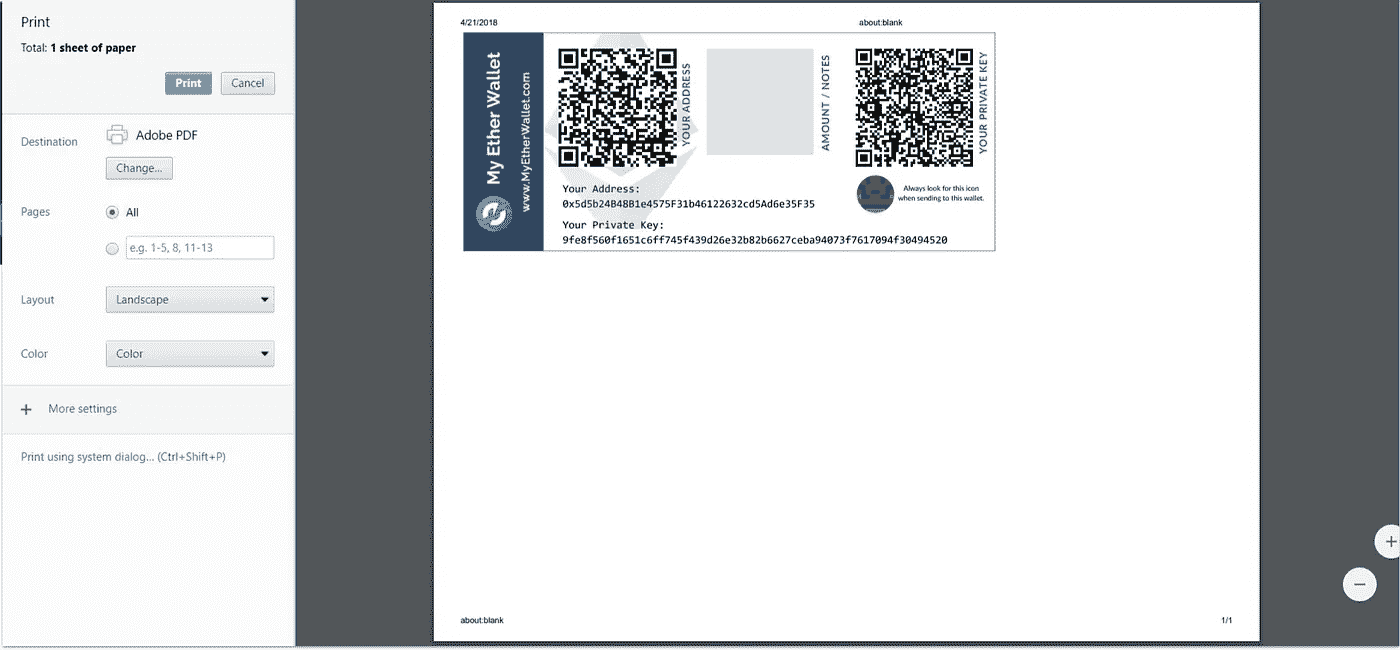 Print
Total: 1 sheet of paper
Print
Cancel
Destination
Adobe PDF
Change...
Pages
All
e.g. 1-5, 8, 11-13
Layout
Landscape
Color
Color
More settings
Print using system dialog... (Ctrl+Shift+P)
4/21/2018
about:blank
My Ether Wallet
www.MyEtherWallet.com
YOUR ADDRESS
AMOUNT / NOTES
YOUR PRIVATE KEY
Always look for this icon
when sending to this wallet.
Your Address:
0x5d5b24B48B1e4575F31b46122632cd5Ad6e35F35
Your Private Key:
9fe8f560f1651c6ff745f439d26e32b82b6627ceba94073f7617094f30494520
about:blank
1/1